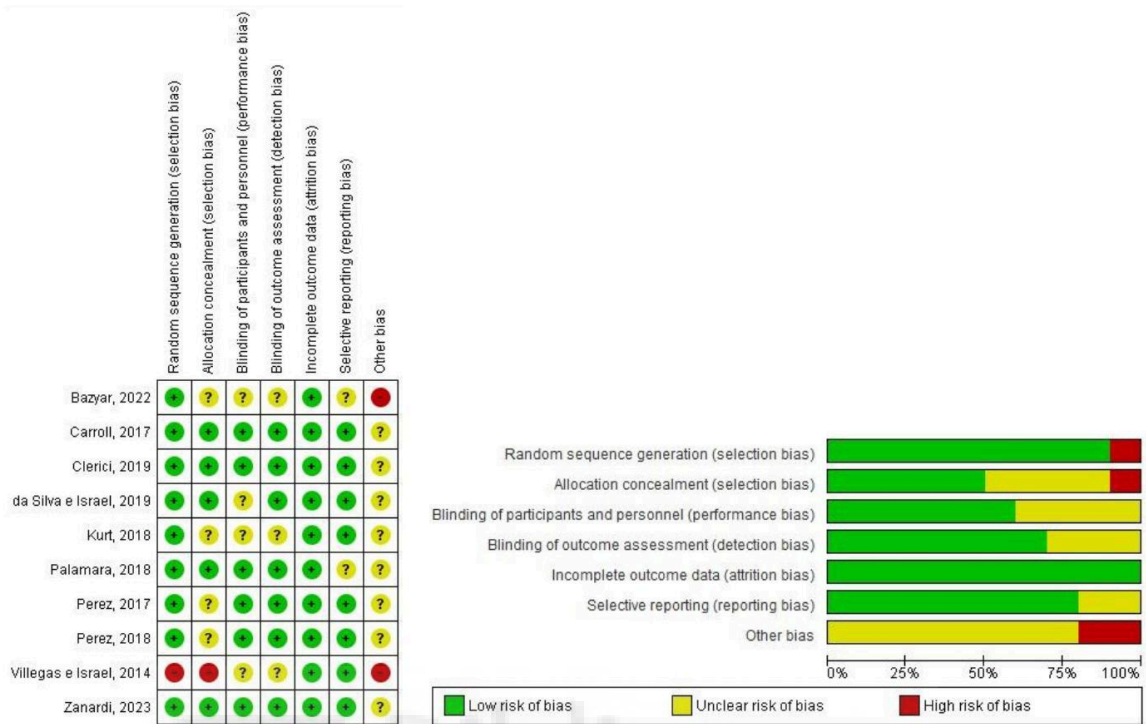 Random sequence generation (selection bias)
Allocation concealment (selection bias)
Blinding of participants and personnel (performance bias)
Blinding of outcome assessment (detection bias)
Incomplete outcome data (attrition bias)
Selective reporting (reporting bias)
Other bias
Bazyar, 2022 + ? ? ? + ? -
Carroll, 2017 + + + + + + ?
Clerici, 2019 + + + + + + ?
da Silva e Israel, 2019 + + ? + + + ?
Kurt, 2018 + ? ? ? + + ?
Palamara, 2018 + + + + + ? ?
Perez, 2017 + ? + + + + ?
Perez, 2018 + ? + + + + ?
Villegas e Israel, 2014 - - ? ? + + -
Zanardi, 2023 + + + + + + ?
Random sequence generation (selection bias)
Allocation concealment (selection bias)
Blinding of participants and personnel (performance bias)
Blinding of outcome assessment (detection bias)
Incomplete outcome data (attrition bias)
Selective reporting (reporting bias)
Other bias
0% 25% 50% 75% 100%
Low risk of bias Unclear risk of bias High risk of bias